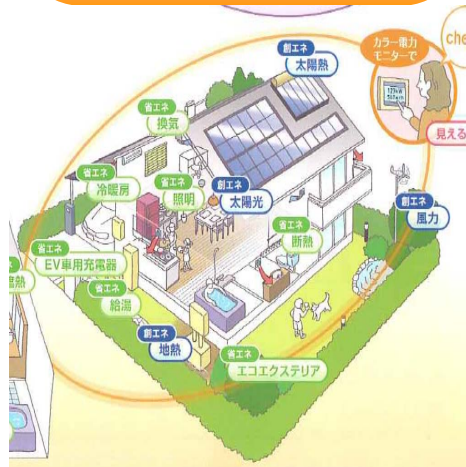 カラー電力
モニターで
che
見える
創エネ
太陽熱
省エネ
換気
省エネ
冷暖房
省エネ
照明
創エネ
太陽光
創エネ
風力
省エネ
断熱
省エネ
EV車用充電器
省エネ
給湯
創エネ
地熱
省エネ
エコエクステリア